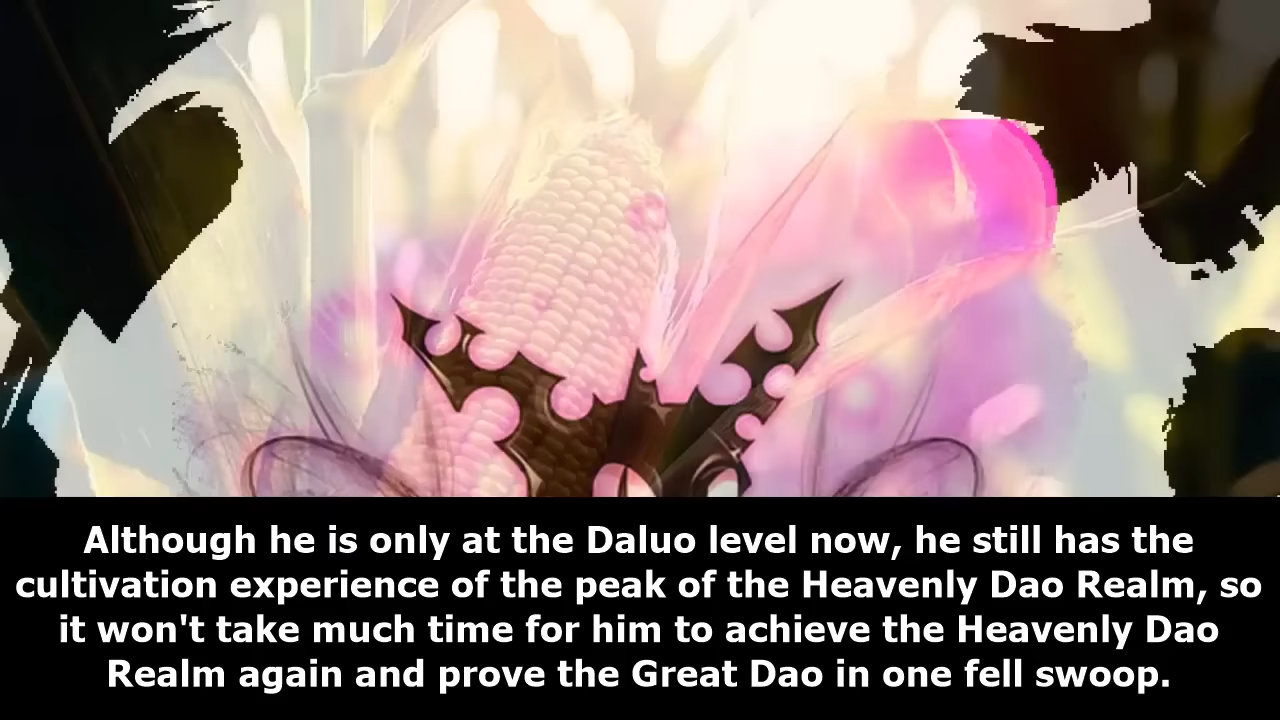 Although he is only at the Daluo level now, he still has the
cultivation experience of the peak of the Heavenly Dao Realm, so
it won't take much time for him to achieve the Heavenly Dao
Realm again and prove the Great Dao in one fell swoop.